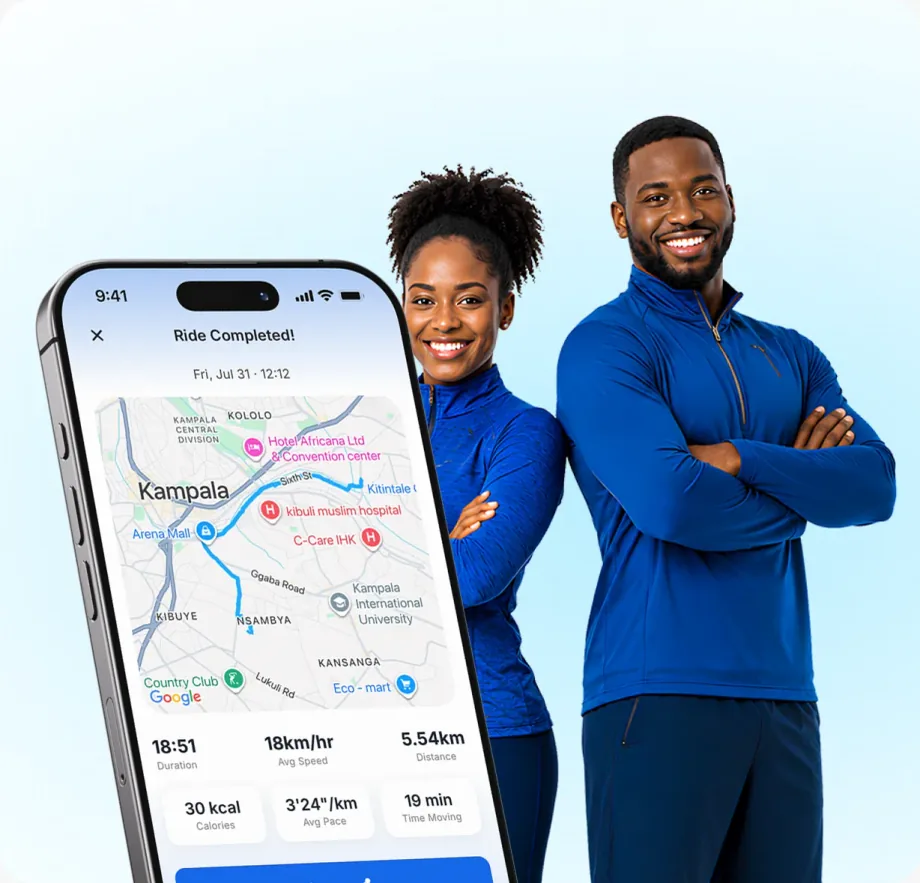 9:41
Ride Completed!
Fri, Jul 31 · 12:12
KOLOLO
KAMPALA
CENTRAL
DIVISION
Hotel Africana Ltd
& Convention center
Sixth St
Kampala
Kitintale
kibuli muslim hospital
Arena Mall
C-Care IHK
Ggaba Road
Kampala
International
University
KIBUYE
NSAMBYA
KANSANGA
Country Club
Lukuli Rd
Eco - mart
Google
18:51
Duration
18km/hr
Avg Speed
5.54km
Distance
30 kcal
Calories
3'24"/km
Avg Pace
19 min
Time Moving